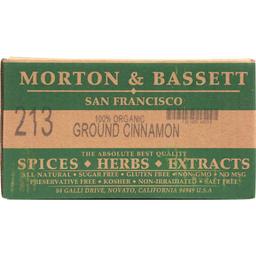 MORTON & BASSETT
SAN FRANCISCO
213
100% ORGANIC
GROUND CINNAMON
THE ABSOLUTE BEST QUALITY
SPICES • HERBS • EXTRACTS
ALL NATURAL • SUGAR FREE • GLUTEN FREE • NON-GMO • NO MSG
PRESERVATIVE FREE • KOSHER • NON-IRRADIATED • SALT FREE
84 GALLI DRIVE, NOVATO, CALIFORNIA 94949 U.S.A